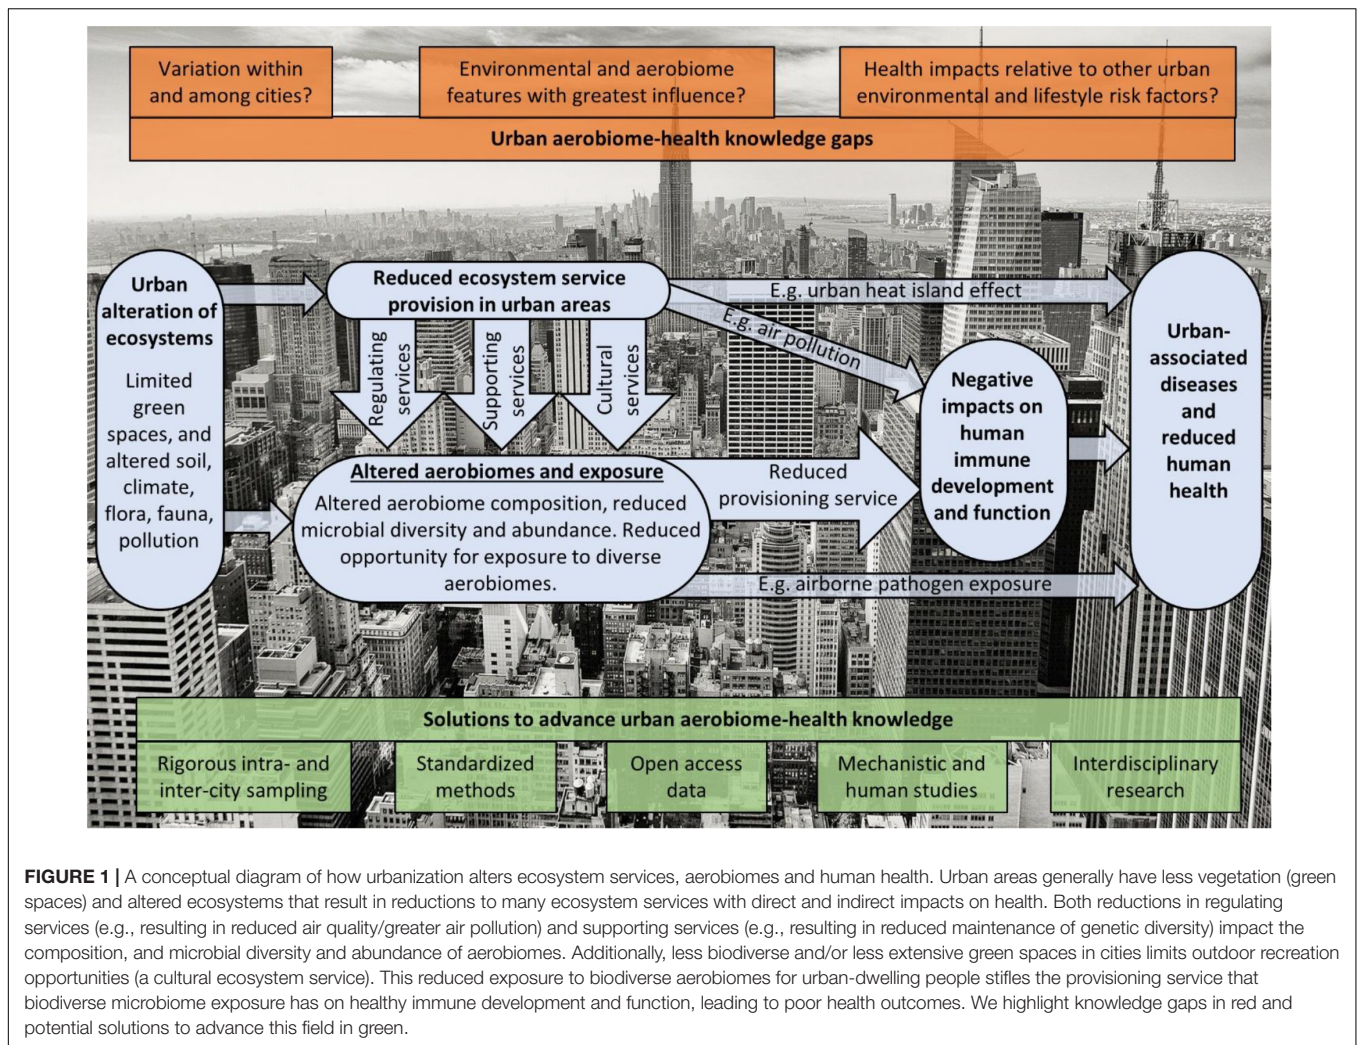 Variation within
and among cities?
Environmental and aerobiome
features with greatest influence?
Health impacts relative to other urban
environmental and lifestyle risk factors?
Urban aerobiome-health knowledge gaps
Urban
alteration of
ecosystems
Limited
green
spaces, and
altered soil,
climate,
flora, fauna,
pollution
Reduced ecosystem service
provision in urban areas
Regulating
services
Supporting
services
Cultural
services
E.g. urban heat island effect
E.g. air pollution
Altered aerobiomes and exposure
Altered aerobiome composition, reduced
microbial diversity and abundance. Reduced
opportunity for exposure to diverse
aerobiomes.
Reduced
provisioning service
E.g. airborne pathogen exposure
Negative
impacts on
human
immune
development
and function
Urban-
associated
diseases
and
reduced
human
health
Solutions to advance urban aerobiome-health knowledge
Rigorous intra- and
inter-city sampling
Standardized
methods
Open access
data
Mechanistic and
human studies
Interdisciplinary
research
FIGURE 1 | A conceptual diagram of how urbanization alters ecosystem services, aerobiomes and human health. Urban areas generally have less vegetation (green
spaces) and altered ecosystems that result in reductions to many ecosystem services with direct and indirect impacts on health. Both reductions in regulating
services (e.g., resulting in reduced air quality/greater air pollution) and supporting services (e.g., resulting in reduced maintenance of genetic diversity) impact the
composition, and microbial diversity and abundance of aerobiomes. Additionally, less biodiverse and/or less extensive green spaces in cities limits outdoor recreation
opportunities (a cultural ecosystem service). This reduced exposure to biodiverse aerobiomes for urban-dwelling people stifles the provisioning service that
biodiverse microbiome exposure has on healthy immune development and function, leading to poor health outcomes. We highlight knowledge gaps in red and
potential solutions to advance this field in green.